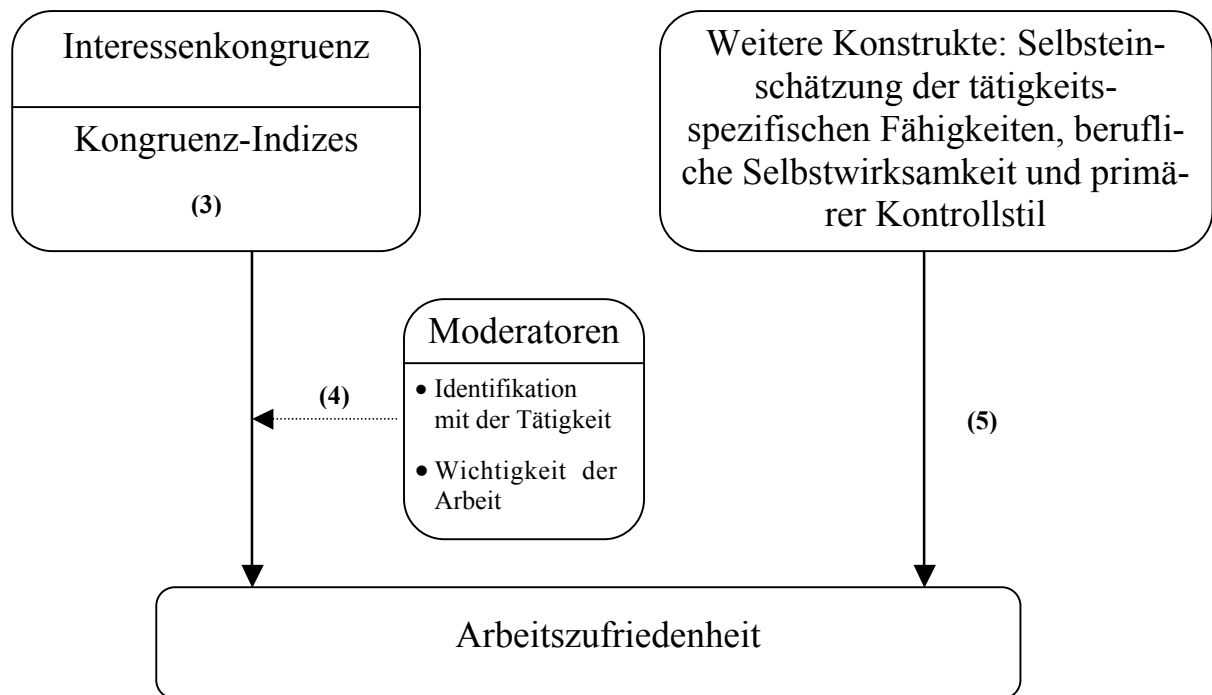 Interessenkongruenz
Kongruenz-Indizes
(3)
Weitere Konstrukte: Selbstein-
schätzung der tätigkeits-
spezifischen Fähigkeiten, berufli-
che Selbstwirksamkeit und primä-
rer Kontrollstil
Moderatoren
• Identifikation
mit der Tätigkeit
• Wichtigkeit der
Arbeit
(4)
(5)
Arbeitszufriedenheit